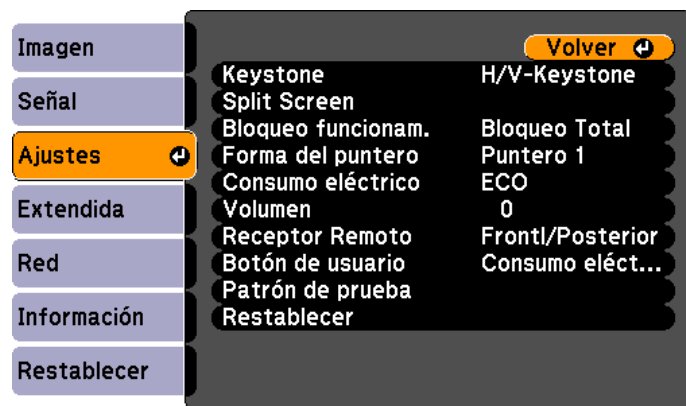 Imagen
Señal
Ajustes
Extendida
Red
Información
Restablecer
Volver
Keystone H/V-Keystone
Split Screen
Bloqueo funcionam. Bloqueo Total
Forma del puntero Puntero 1
Consumo eléctrico ECO
Volumen 0
Receptor Remoto Frontl/Posterior
Botón de usuario Consumo eléct...
Patrón de prueba
Restablecer